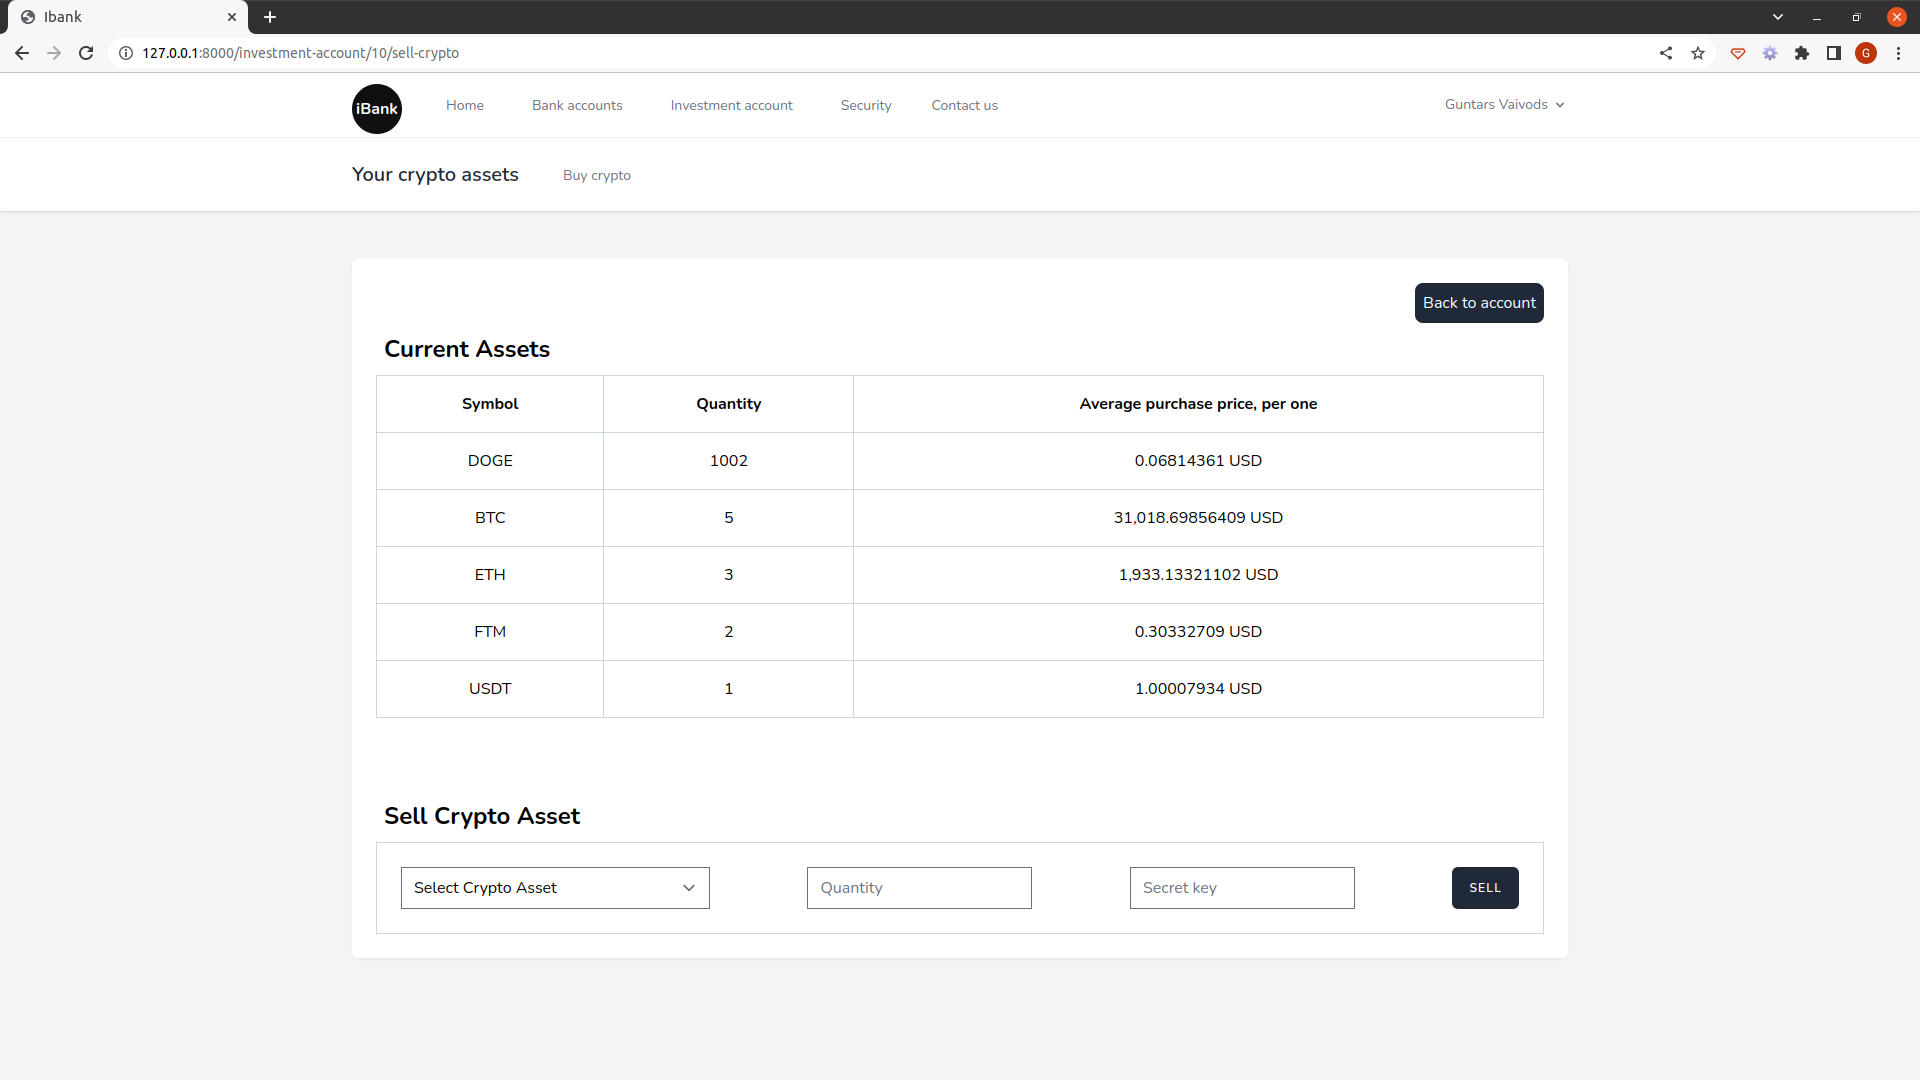 Ibank
127.0.0.1:8000/investment-account/10/sell-crypto
G
iBank
Home Bank accounts Investment account Security Contact us
Guntars Vaivods
Your crypto assets Buy crypto
Back to account
Current Assets
Symbol Quantity Average purchase price, per one
DOGE 1002 0.06814361 USD
BTC 5 31,018.69856409 USD
ETH 3 1,933.13321102 USD
FTM 2 0.30332709 USD
USDT 1 1.00007934 USD
Sell Crypto Asset
Select Crypto Asset Quantity Secret key SELL